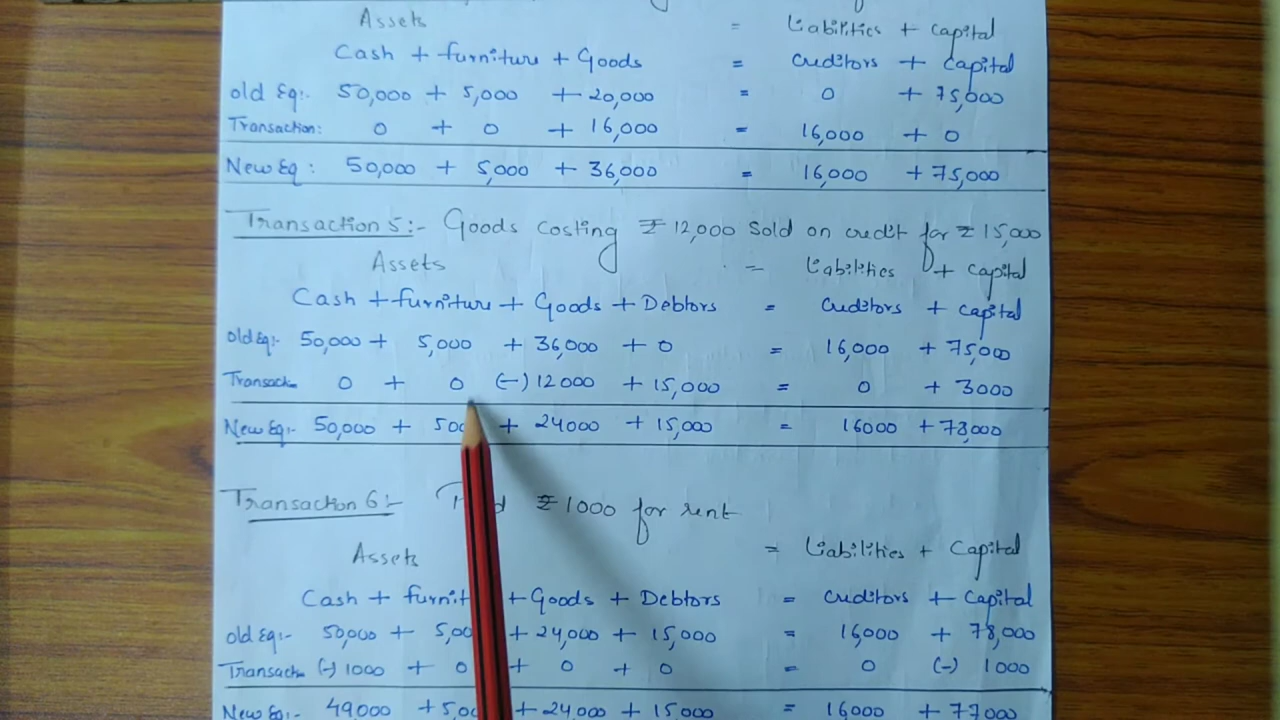 Assets = Liabilities + Capital
Cash + furniture + Goods = creditors + capital
old Eq:- 50,000 + 5,000 + 20,000 = 0 + 75,000
Transaction: 0 + 0 + 16,000 = 16,000 + 0
New Eq : 50,000 + 5,000 + 36,000 = 16,000 + 75,000
Transaction 5:- Goods costing ₹ 12,000 sold on credit for ₹ 15,000
Assets = liabilities + capital
Cash + furniture + Goods + Debtors = creditors + capital
old Eq:- 50,000 + 5,000 + 36,000 + 0 = 16,000 + 75,000
Transactn 0 + 0 (-) 12000 + 15,000 = 0 + 3000
New Eq:- 50,000 + + 24000 + 15,000 = 16000 + 78,000
Transaction 6:- ₹ 1000 for rent
Assets = Liabilities + Capital
Cash + + Goods + Debtors = creditors + capital
old Eq:- 50,000 + + 24,000 + 15,000 = 16,000 + 78,000
Transactn (-) 1000 + 0 + 0 + 0 = 0 (-) 1000
New Eq:- 49000 + + 24,000 + 15,000 = 16000 + 77000